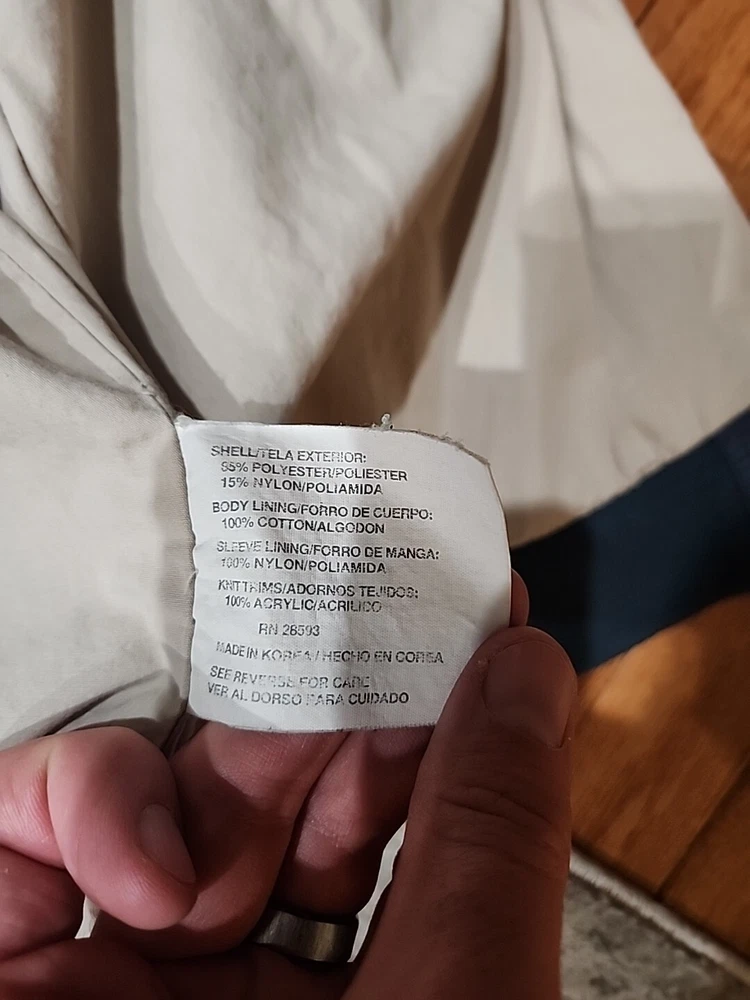 SHELL/TELA EXTERIOR:
85% POLYESTER/POLIESTER
15% NYLON/POLIAMIDA
BODY LINING/FORRO DE CUERPO:
100% COTTON/ALGODON
SLEEVE LINING/FORRO DE MANGA:
100% NYLON/POLIAMIDA
KNIT TRIMS/ADORNOS TEJIDOS:
100% ACRYLIC/ACRILICO
RN 28593
MADE IN KOREA / HECHO EN COREA
SEE REVERSE FOR CARE
VER AL DORSO PARA CUIDADO